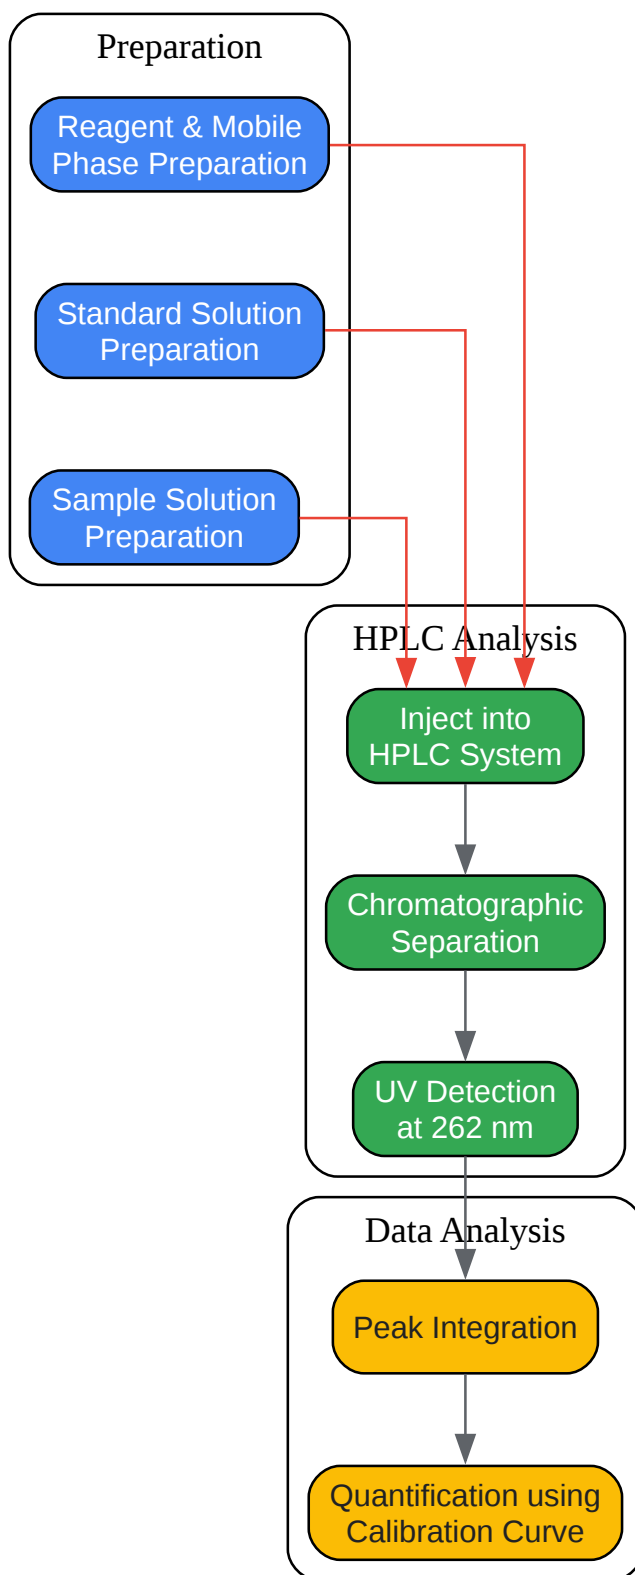 Preparation
Reagent & Mobile
Phase Preparation
Standard Solution
Preparation
Sample Solution
Preparation
HPLC Analysis
Inject into
HPLC System
Chromatographic
Separation
UV Detection
at 262 nm
Data Analysis
Peak Integration
Quantification using
Calibration Curve